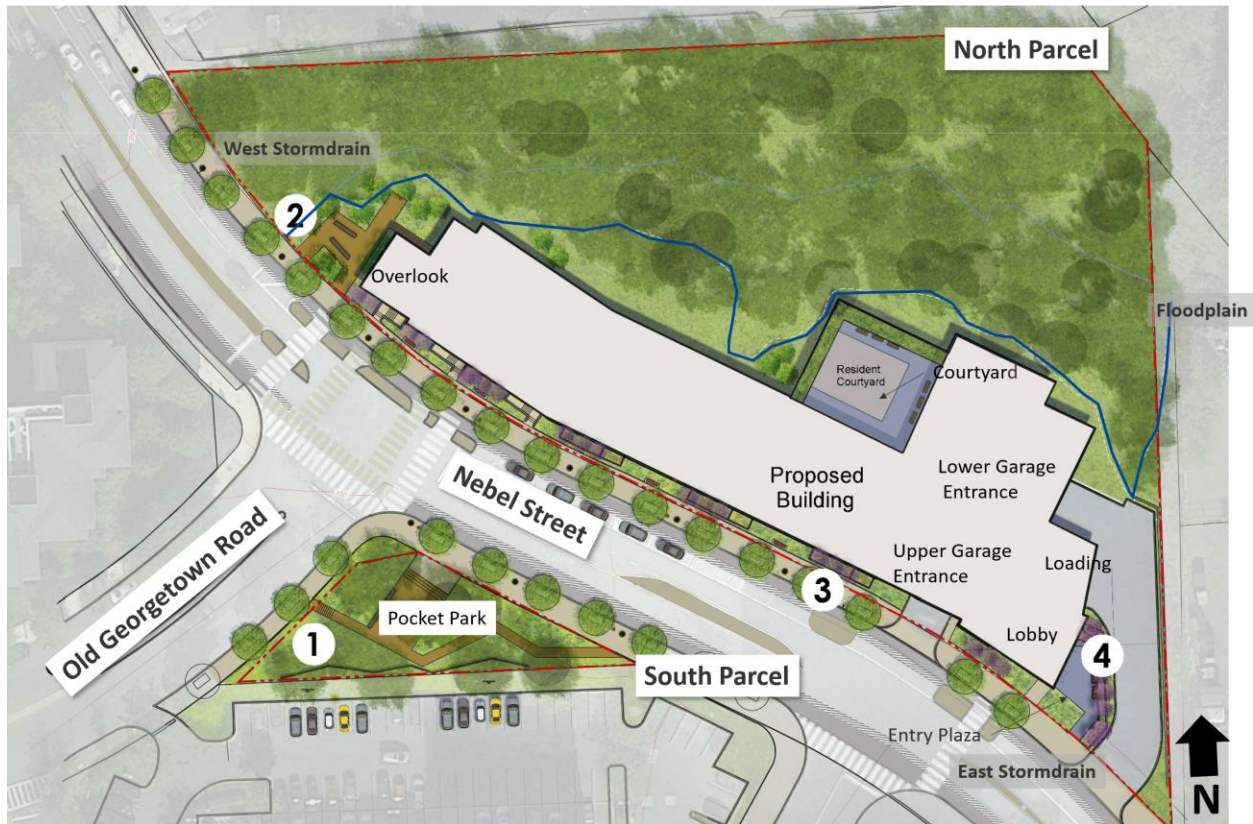 North Parcel
West Stormdrain
2
Overlook
Floodplain
Resident
Courtyard
Courtyard
Proposed
Building
Lower Garage
Entrance
Nebel Street
Upper Garage
Entrance
Loading
Old Georgetown Road
3
Pocket Park
1
Lobby
4
South Parcel
Entry Plaza
East Stormdrain
N